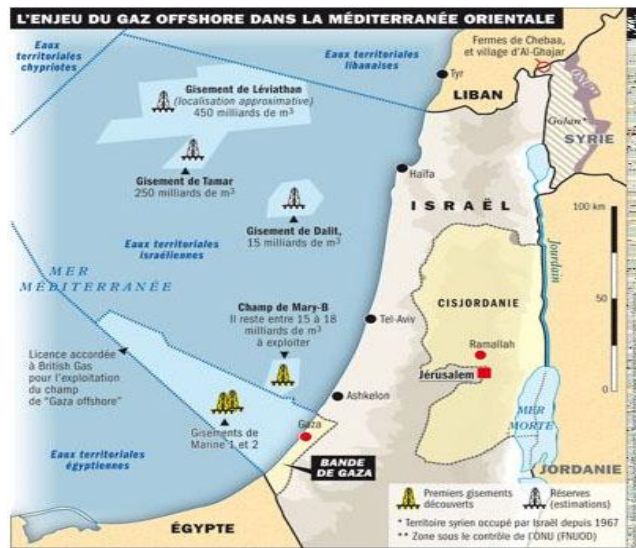 L'ENJEU DU GAZ OFFSHORE DANS LA MÉDITERRANÉE ORIENTALE
Eaux
territoriales
chypriotes
Eaux territoriales
libanaises
Fermes de Chebaa,
et village d'Al-Ghajar
Tyr
LIBAN
ONU**
Golan*
SYRIE
Gisement de Léviathan
(localisation approximative)
450 milliards de m³
Gisement de Tamar
250 milliards de m³
Haïfa
ISRAËL
Gisement de Dalit,
15 milliards de m³
100 km
Eaux territoriales
israéliennes
Jourdain
MER
MÉDITERRANÉE
CISJORDANIE
Champ de Mary-B
Il reste entre 15 à 18
milliards de m³
à exploiter
50
Tel-Aviv
Ramallah
Licence accordée
à British Gas
pour l'exploitation
du champ
de "Gaza offshore"
Jérusalem
Ashkelon
0
Gisements de
Marine 1 et 2
Gaza
MER
MORTE
Eaux territoriales
égyptiennes
BANDE
DE GAZA
JORDANIE
ÉGYPTE
Premiers gisements
découverts
Réserves
(estimations)
* Territoire syrien occupé par Israël depuis 1967
** Zone sous le contrôle de l'ONU (FNUOD)